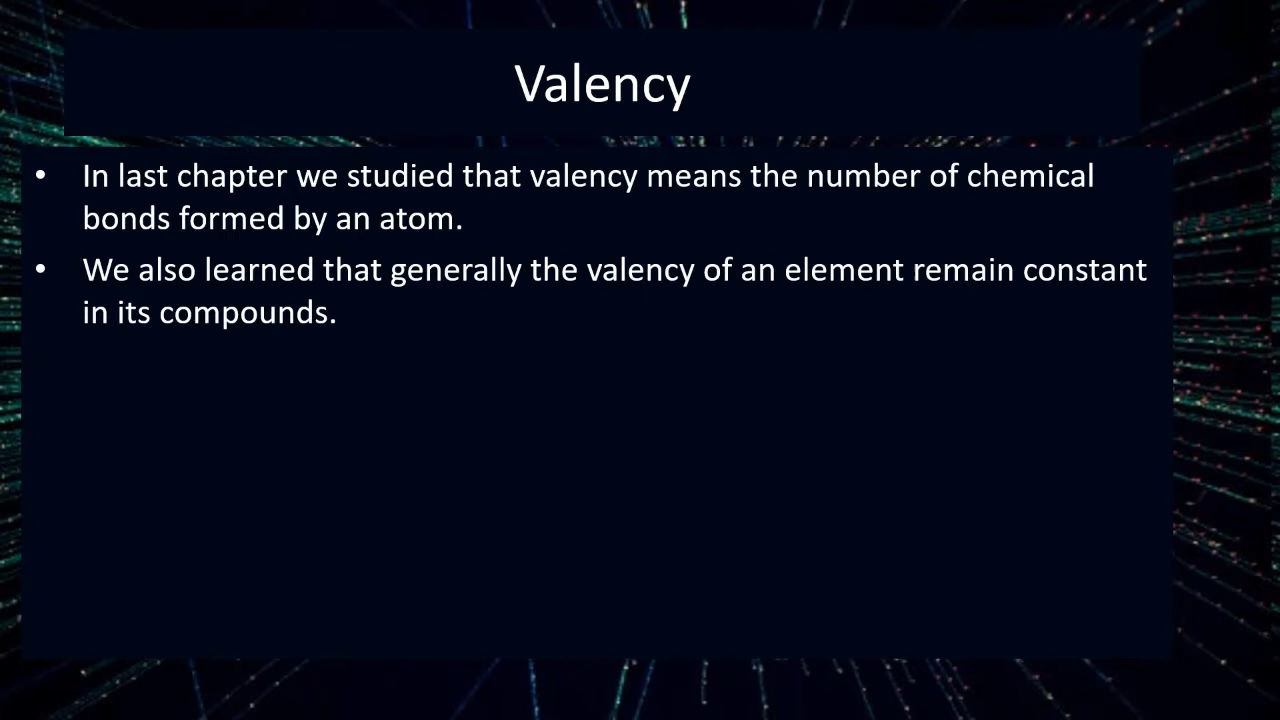 Valency
• In last chapter we studied that valency means the number of chemical
bonds formed by an atom.
• We also learned that generally the valency of an element remain constant
in its compounds.